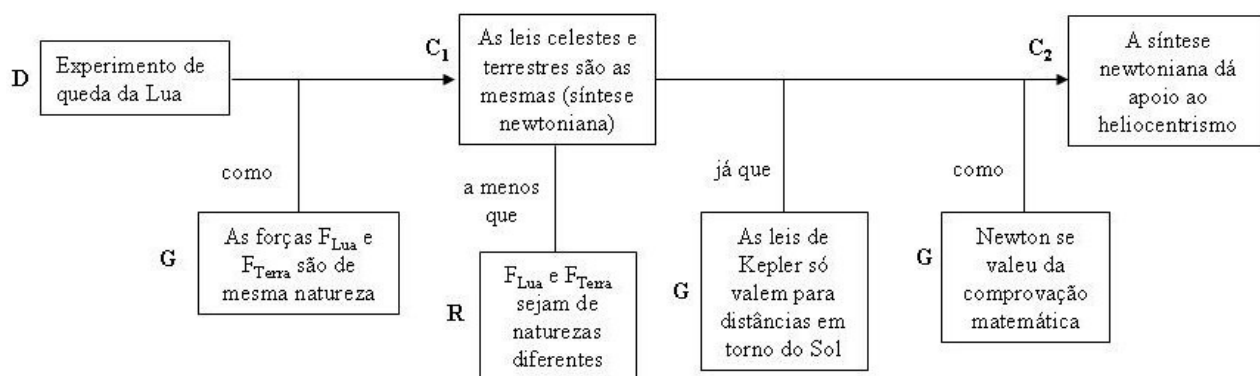 D
Experimento de
queda da Lua
C1
As leis celestes e
terrestres são as
mesmas (síntese
newtoniana)
C2
A síntese
newtoniana dá
apoio ao
heliocentrismo
como
a menos
que
já que
como
G
As forças FLua e
FTerra são de
mesma natureza
R
FLua e FTerra
sejam de
naturezas
diferentes
G
As leis de
Kepler só
valem para
distâncias em
torno do Sol
G
Newton se
valeu da
comprovação
matemática